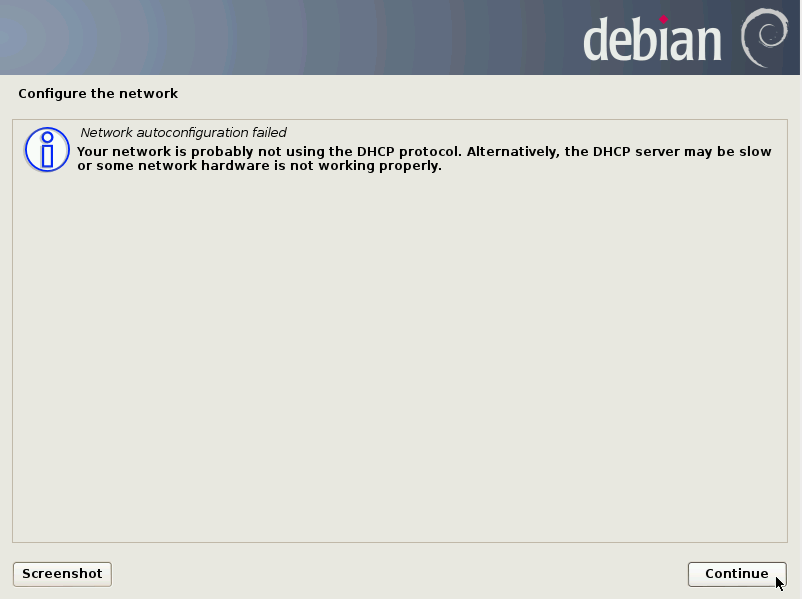 debian
Configure the network
Network autoconfiguration failed
Your network is probably not using the DHCP protocol. Alternatively, the DHCP server may be slow
or some network hardware is not working properly.
Screenshot
Continue